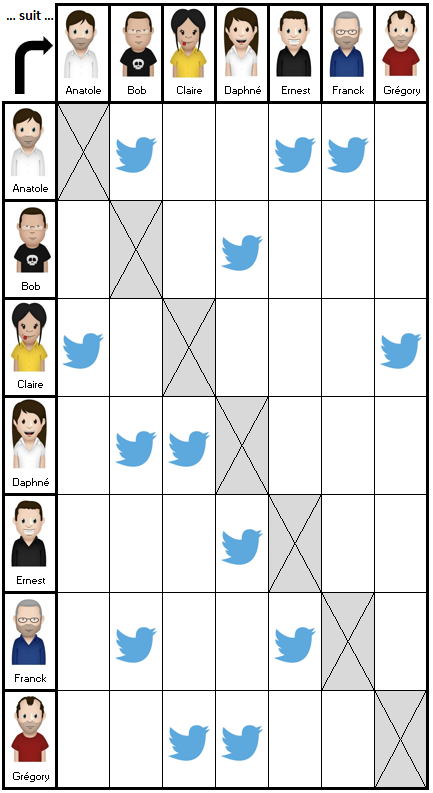 ... suit ...
Anatole Bob Claire Daphné Ernest Franck Grégory
Anatole
Bob
Claire
Daphné
Ernest
Franck
Grégory